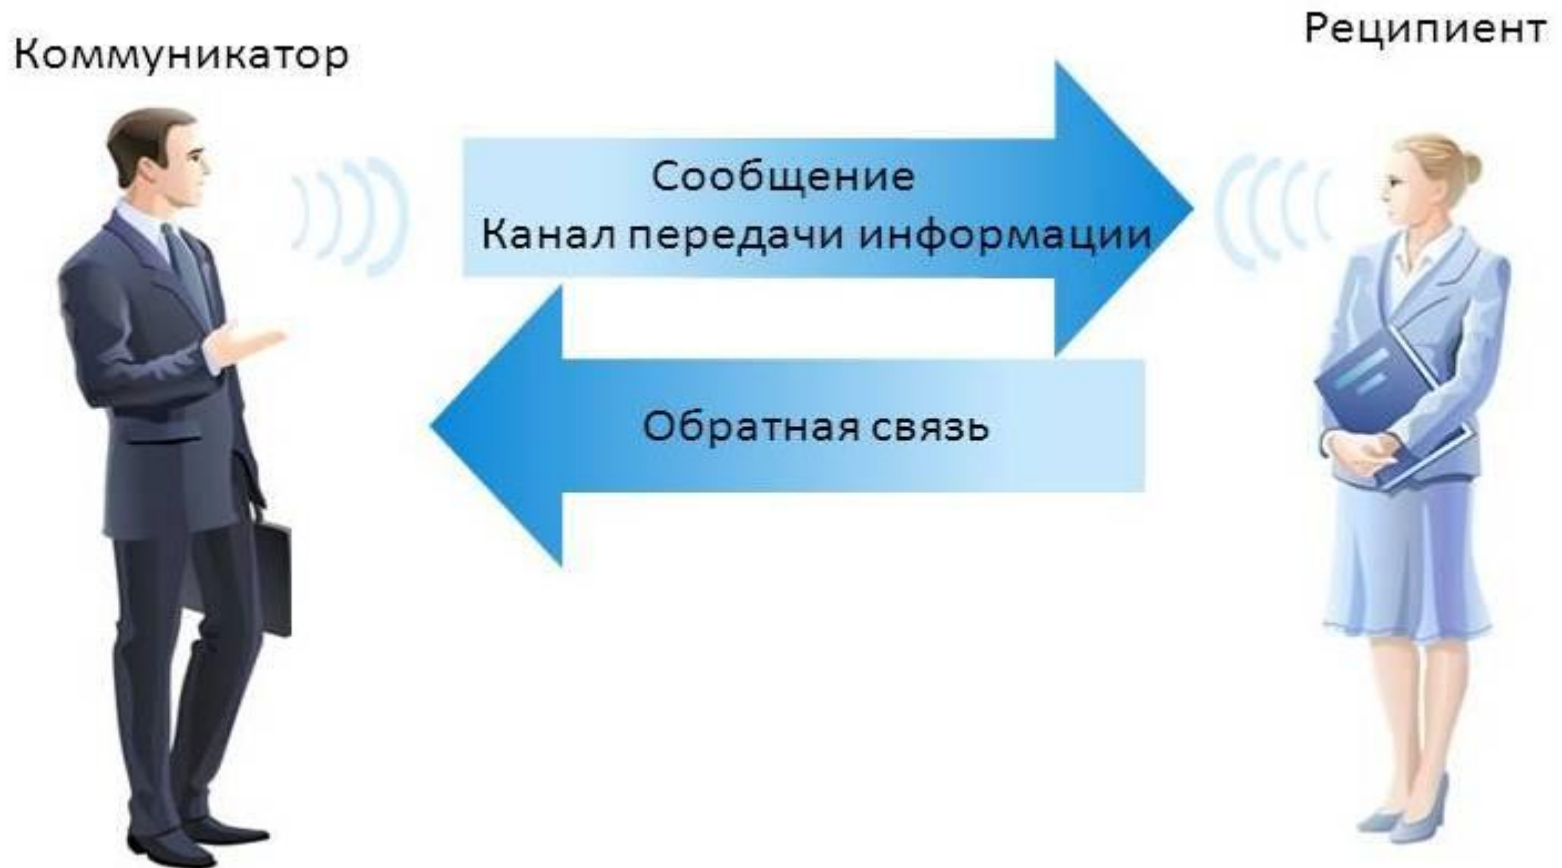 Коммуникатор
Реципиент
Сообщение
Канал передачи информации
Обратная связь